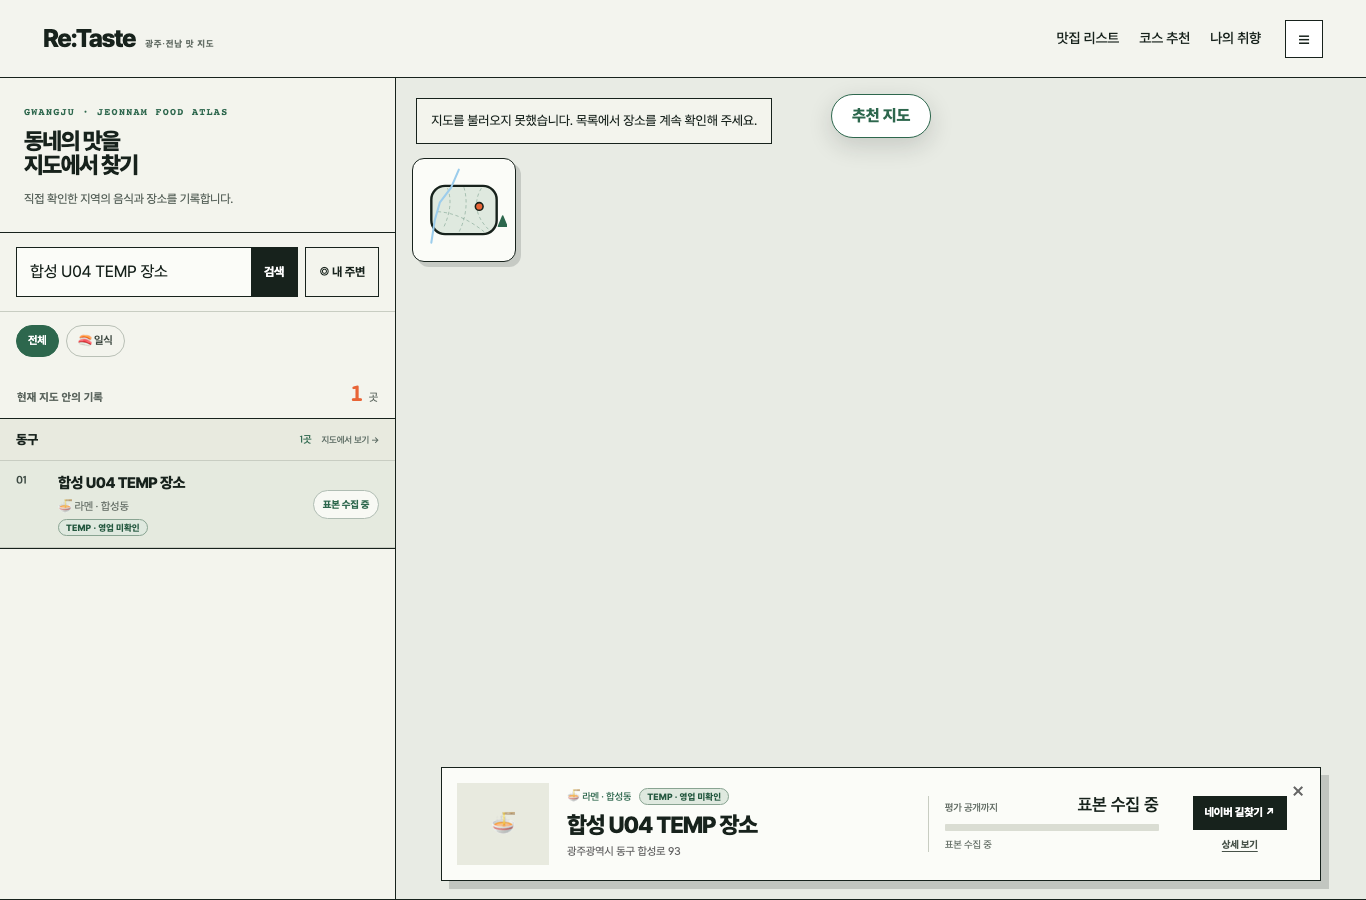 Re:Taste 광주·전남 맛 지도
맛집 리스트 코스 추천 나의 취향
GWANGJU · JEONNAM FOOD ATLAS
동네의 맛을
지도에서 찾기
직접 확인한 지역의 음식과 장소를 기록합니다.
합성 U04 TEMP 장소 검색 ◎ 내 주변
전체 일식
현재 지도 안의 기록 1 곳
동구 1곳 지도에서 보기 →
01 합성 U04 TEMP 장소
라멘 · 합성동
TEMP · 영업 미확인
표본 수집 중
지도를 불러오지 못했습니다. 목록에서 장소를 계속 확인해 주세요.
추천 지도
라멘 · 합성동 TEMP · 영업 미확인
합성 U04 TEMP 장소
광주광역시 동구 합성로 93
평가 공개까지 표본 수집 중
표본 수집 중
네이버 길찾기 ↗
상세 보기